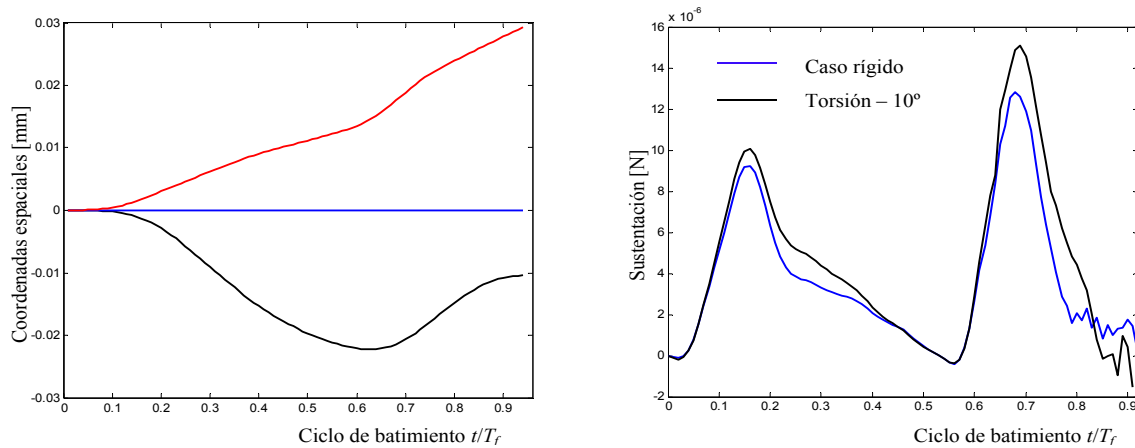 0.03
0.02
0.01
0
-0.01
-0.02
-0.03
Coordenadas espaciales [mm]
0 0.1 0.2 0.3 0.4 0.5 0.6 0.7 0.8 0.9
Ciclo de batimiento t/Tf
16 x 10-6
14
12
10
8
6
4
2
0
-2
Sustentación [N]
Caso rígido
Torsión – 10º
0 0.1 0.2 0.3 0.4 0.5 0.6 0.7 0.8 0.9
Ciclo de batimiento t/Tf